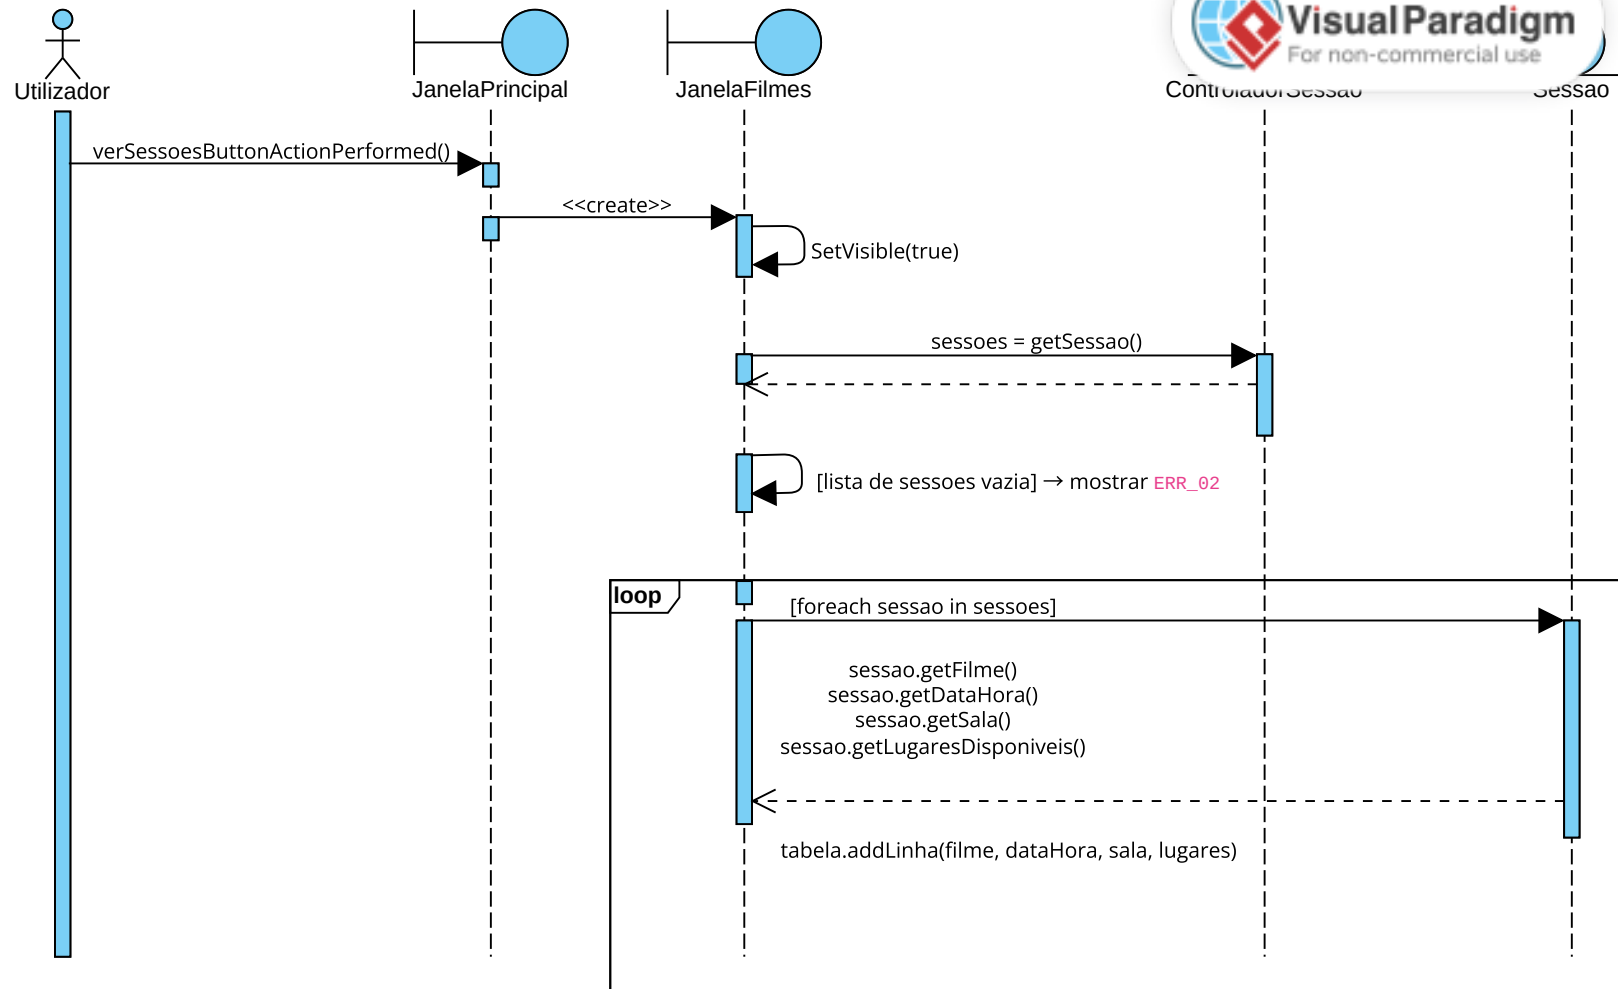 Visual Paradigm
For non-commercial use
Utilizador
JanelaPrincipal
JanelaFilmes
ControladorSessao
Sessao
verSessoesButtonActionPerformed()
<<create>>
SetVisible(true)
sessoes = getSessao()
[lista de sessoes vazia] → mostrar ERR_02
loop
[foreach sessao in sessoes]
sessao.getFilme()
sessao.getDataHora()
sessao.getSala()
sessao.getLugaresDisponiveis()
tabela.addLinha(filme, dataHora, sala, lugares)